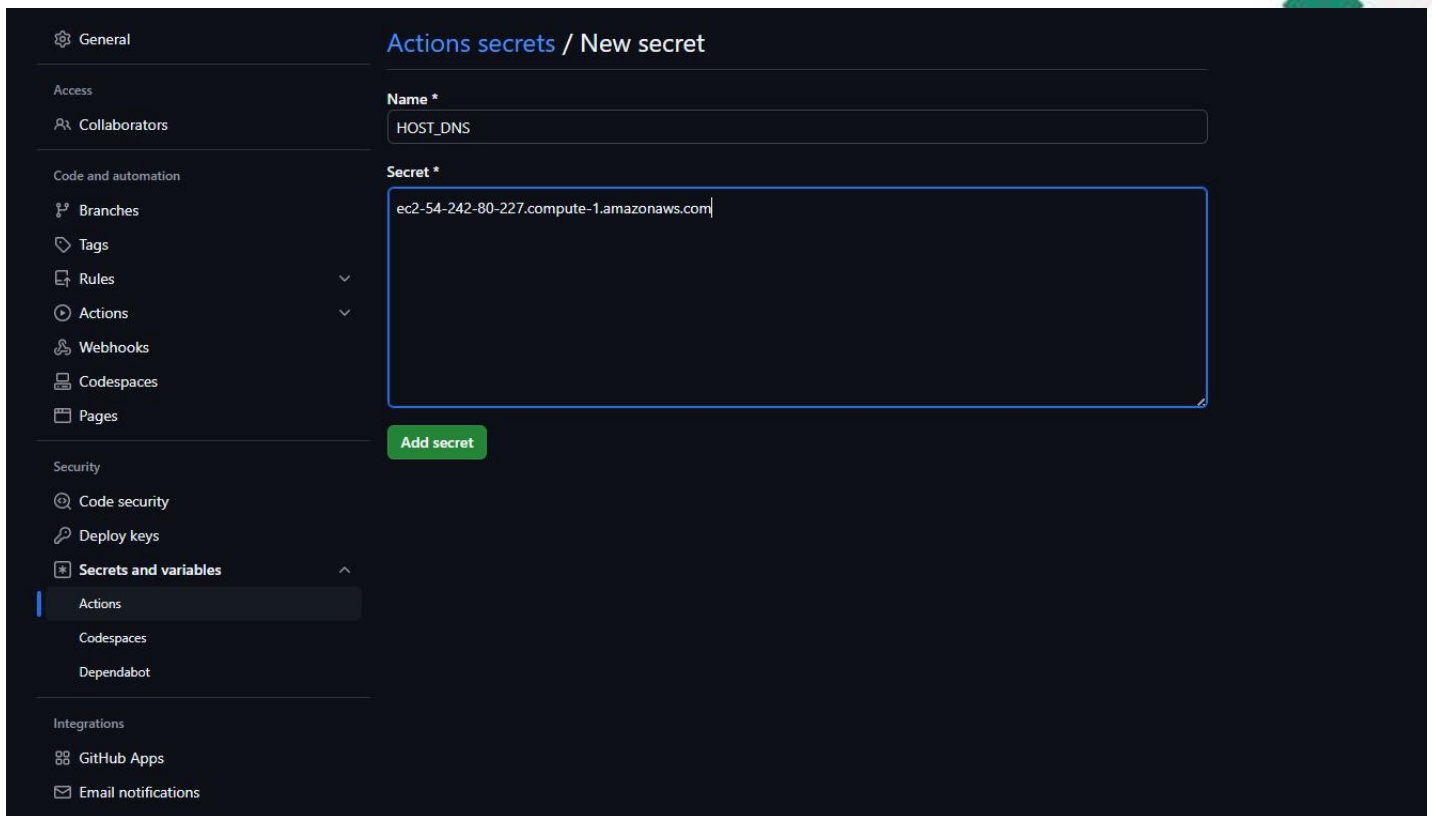 General
Access
Collaborators
Code and automation
Branches
Tags
Rules
Actions
Webhooks
Codespaces
Pages
Security
Code security
Deploy keys
Secrets and variables
Actions
Codespaces
Dependabot
Integrations
GitHub Apps
Email notifications
Actions secrets / New secret
Name *
HOST_DNS
Secret *
ec2-54-242-80-227.compute-1.amazonaws.com
Add secret